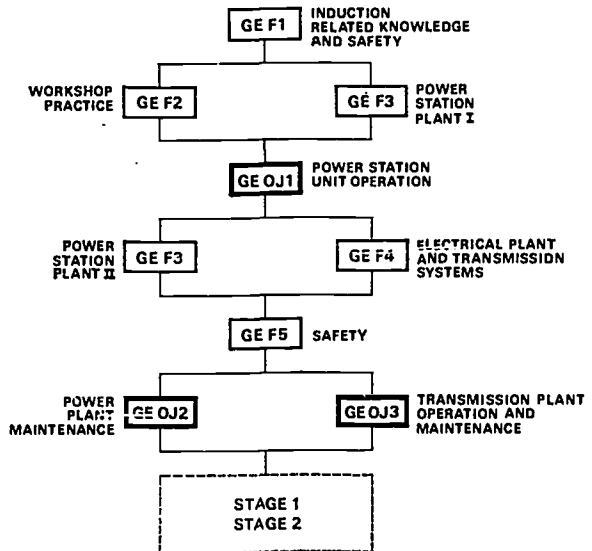 GE F1
INDUCTION
RELATED KNOWLEDGE
AND SAFETY
WORKSHOP
PRACTICE
GE F2
GE F3
POWER
STATION
PLANT I
GE OJ1
POWER STATION
UNIT OPERATION
POWER
STATION
PLANT II
GE F3
GE F4
ELECTRICAL PLANT
AND TRANSMISSION
SYSTEMS
GE F5
SAFETY
POWER
PLANT
MAINTENANCE
GE OJ2
GE OJ3
TRANSMISSION PLANT
OPERATION AND
MAINTENANCE
STAGE 1
STAGE 2